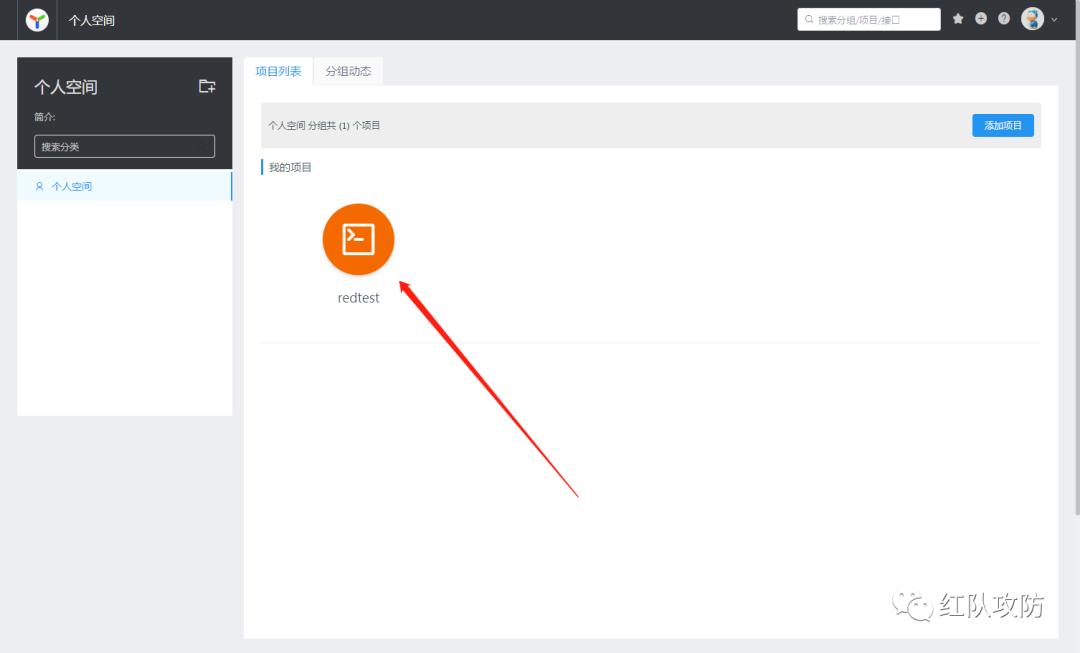 个人空间
搜索分组/项目/接口
个人空间
简介:
搜索分类
个人空间
项目列表
分组动态
个人空间 分组共 (1) 个项目
添加项目
我的项目
redtest
红队攻防